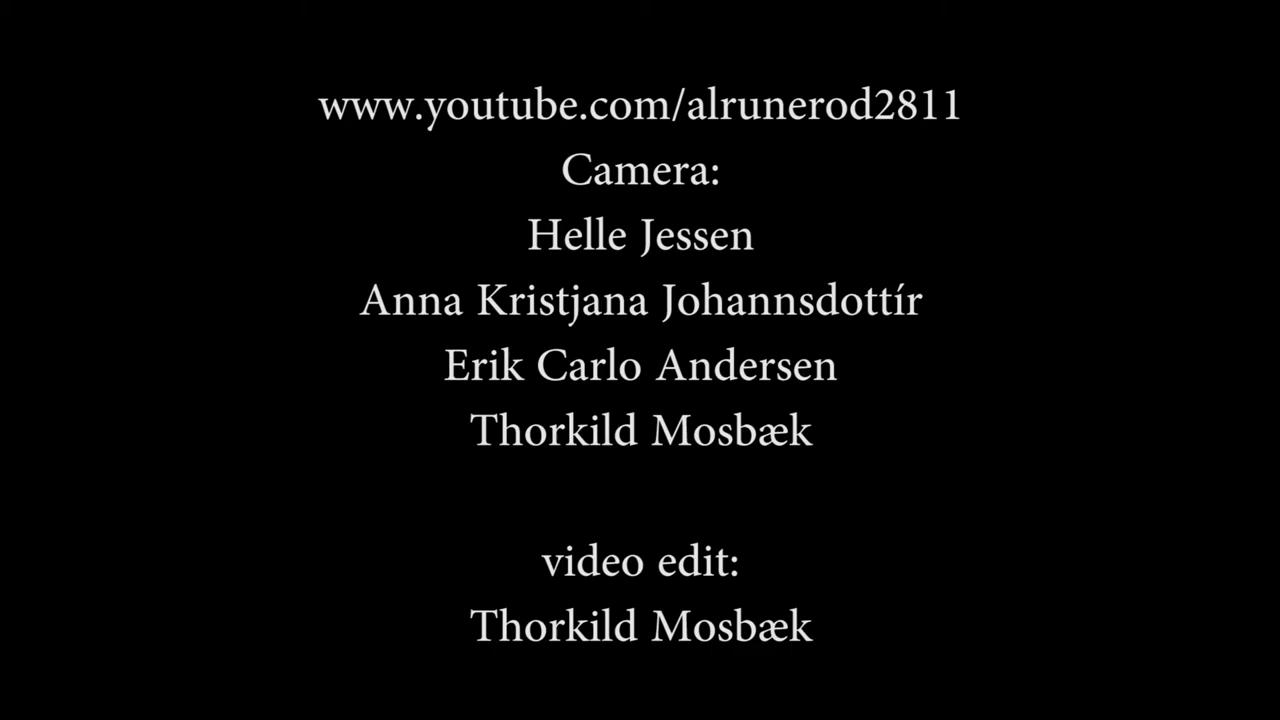 www.youtube.com/alrunerod2811
Camera:
Helle Jessen
Anna Kristjana Johannsdottír
Erik Carlo Andersen
Thorkild Mosbæk
video edit:
Thorkild Mosbæk